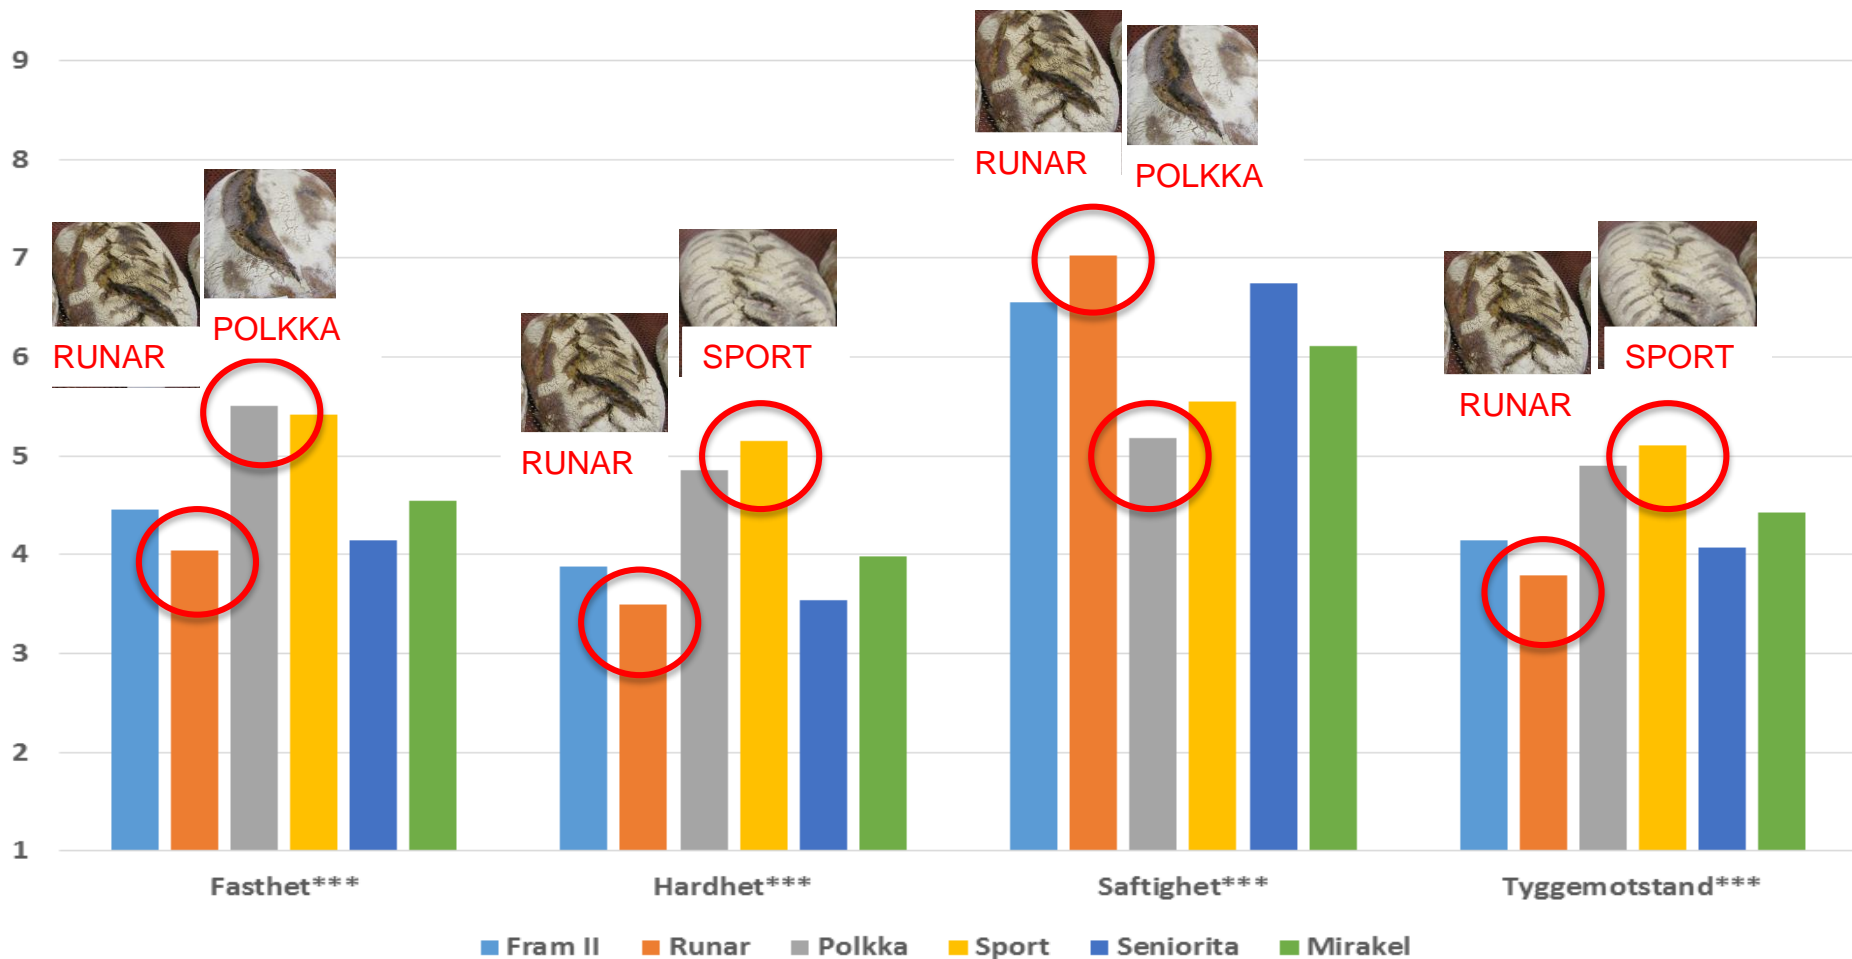 9
8
7
6
5
4
3
2
1
RUNAR
POLKKA
RUNAR
SPORT
RUNAR
POLKKA
RUNAR
SPORT
Fasthet***
Hardhet***
Saftighet***
Tyggemotstand***
Fram II
Runar
Polkka
Sport
Seniorita
Mirakel